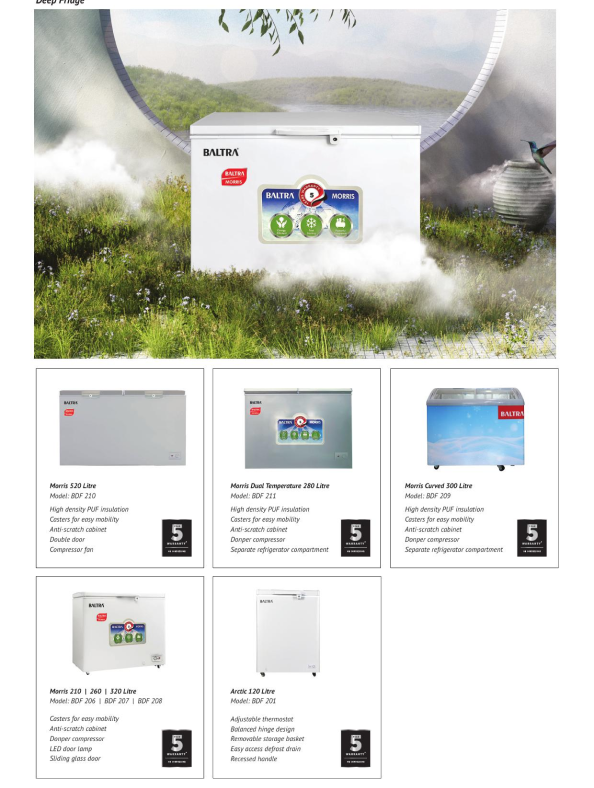 Deep Fridge
BALTRA
BALTRA
MORRIS
BALTRA 5 MORRIS
BALTRA
BALTRA
BALTRA MORRIS
BALTRA
Morris 520 Litre
Model: BDF 210
High density PUF insulation
Casters for easy mobility
Anti-scratch cabinet
Double door
Compressor fan
5
WARRANTY*
Morris Dual Temperature 280 Litre
Model: BDF 211
High density PUF insulation
Casters for easy mobility
Anti-scratch cabinet
Donper compressor
Separate refrigerator compartment
5
WARRANTY*
Morris Curved 300 Litre
Model: BDF 209
High density PUF insulation
Casters for easy mobility
Anti-scratch cabinet
Donper compressor
Separate refrigerator compartment
5
WARRANTY*
BALTRA
BALTRA
Morris 210 | 260 | 320 Litre
Model: BDF 206 | BDF 207 | BDF 208
Casters for easy mobility
Anti-scratch cabinet
Donper compressor
LED door lamp
Sliding glass door
5
WARRANTY*
Arctic 120 Litre
Model: BDF 201
Adjustable thermostat
Balanced hinge design
Removable storage basket
Easy access defrost drain
Recessed handle
5
WARRANTY*